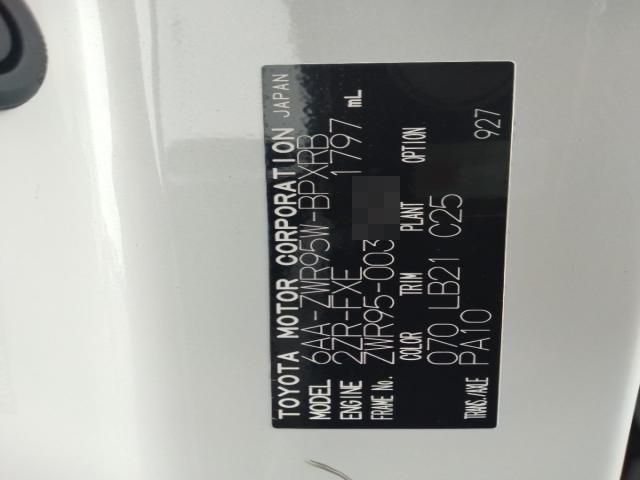 TOYOTA MOTOR CORPORATION JAPAN
MODEL 6AA-ZWR95W-BPXRB
ENGINE 2ZR-FXE 1797 mL
FRAME No. ZWR95-003
COLOR TRIM PLANT OPTION
070 LB21 C25
TRANS./AXLE PA10 927